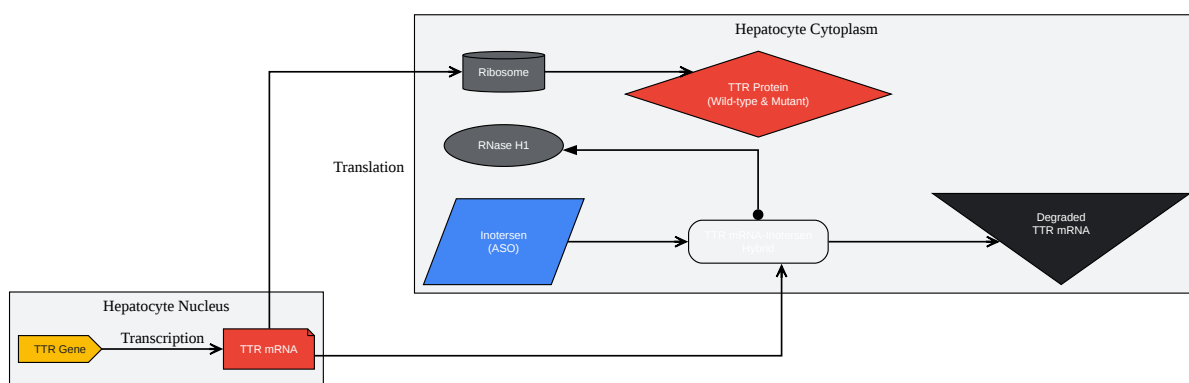 Hepatocyte Cytoplasm
Ribosome
TTR Protein
(Wild-type & Mutant)
RNase H1
Translation
Inotersen
(ASO)
TTR mRNA-Inotersen
Hybrid
Degraded
TTR mRNA
Hepatocyte Nucleus
TTR Gene
Transcription
TTR mRNA